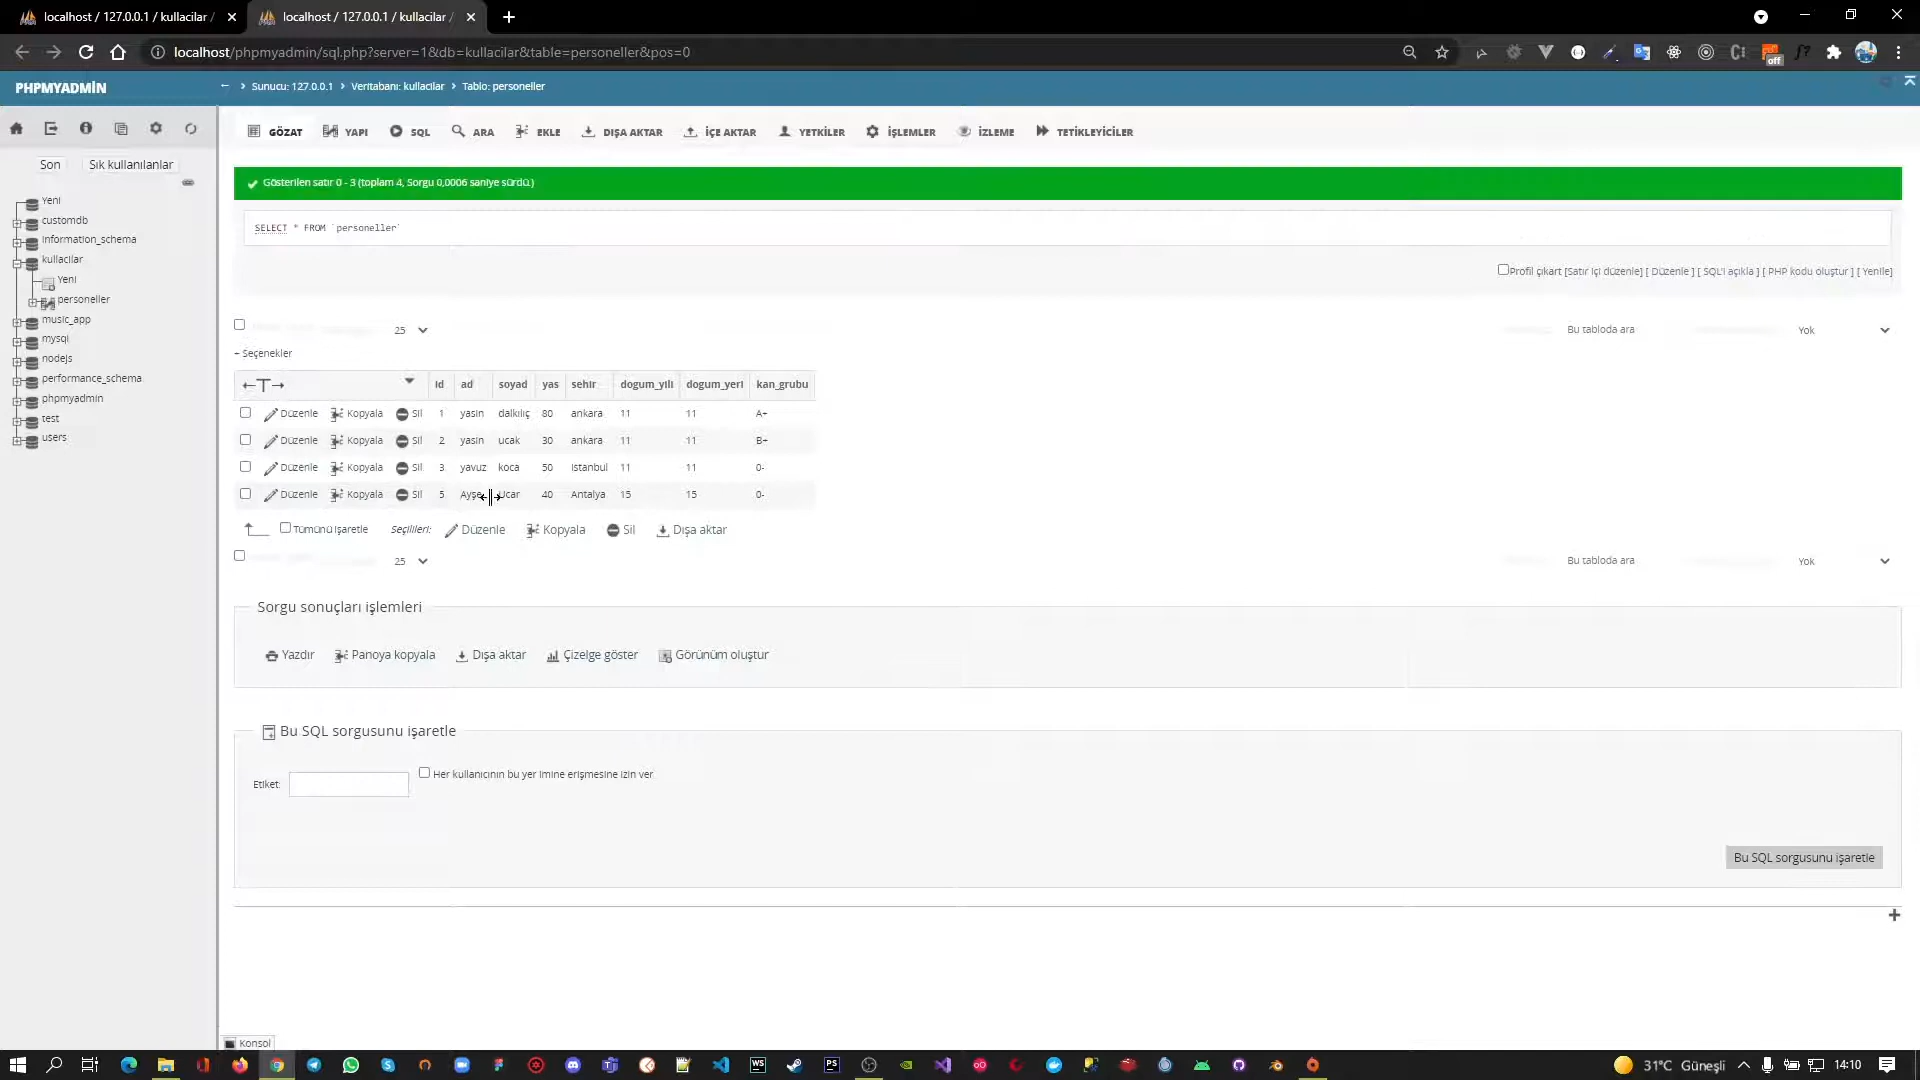 localhost / 127.0.0.1 / kullacilar /
localhost / 127.0.0.1 / kullacilar /
localhost/phpmyadmin/sql.php?server=1&db=kullacilar&table=personeller&pos=0
off
PHPMYADMİN
← › Sunucu: 127.0.0.1 › Veritabanı: kullacilar › Tablo: personeller
GÖZAT YAPI SQL ARA EKLE DIŞA AKTAR İÇE AKTAR YETKİLER İŞLEMLER İZLEME TETİKLEYİCİLER
Son Sık kullanılanlar
Yeni
customdb
information_schema
kullacilar
Yeni
personeller
music_app
mysql
nodejs
performance_schema
phpmyadmin
test
users
Gösterilen satır 0 - 3 (toplam 4, Sorgu 0,0006 saniye sürdü.)
SELECT * FROM `personeller`
Profil çıkart [Satır içi düzenle] [ Düzenle ] [ SQL'i açıkla ] [ PHP kodu oluştur ] [ Yenile]
25 Bu tabloda ara Yok
+ Seçenekler
←T→ id ad soyad yas sehir dogum_yili dogum_yeri kan_grubu
Düzenle Kopyala Sil 1 yasin dalkılıç 80 ankara 11 11 A+
Düzenle Kopyala Sil 2 yasin ucak 30 ankara 11 11 B+
Düzenle Kopyala Sil 3 yavuz koca 50 istanbul 11 11 0-
Düzenle Kopyala Sil 5 Ayşe Ucar 40 Antalya 15 15 0-
Tümünü işaretle Seçilileri: Düzenle Kopyala Sil Dışa aktar
25 Bu tabloda ara Yok
Sorgu sonuçları işlemleri
Yazdır Panoya kopyala Dışa aktar Çizelge göster Görünüm oluştur
Bu SQL sorgusunu işaretle
Etiket: Her kullanıcının bu yer imine erişmesine izin ver
Bu SQL sorgusunu işaretle
Konsol
31°C Güneşli 14:10